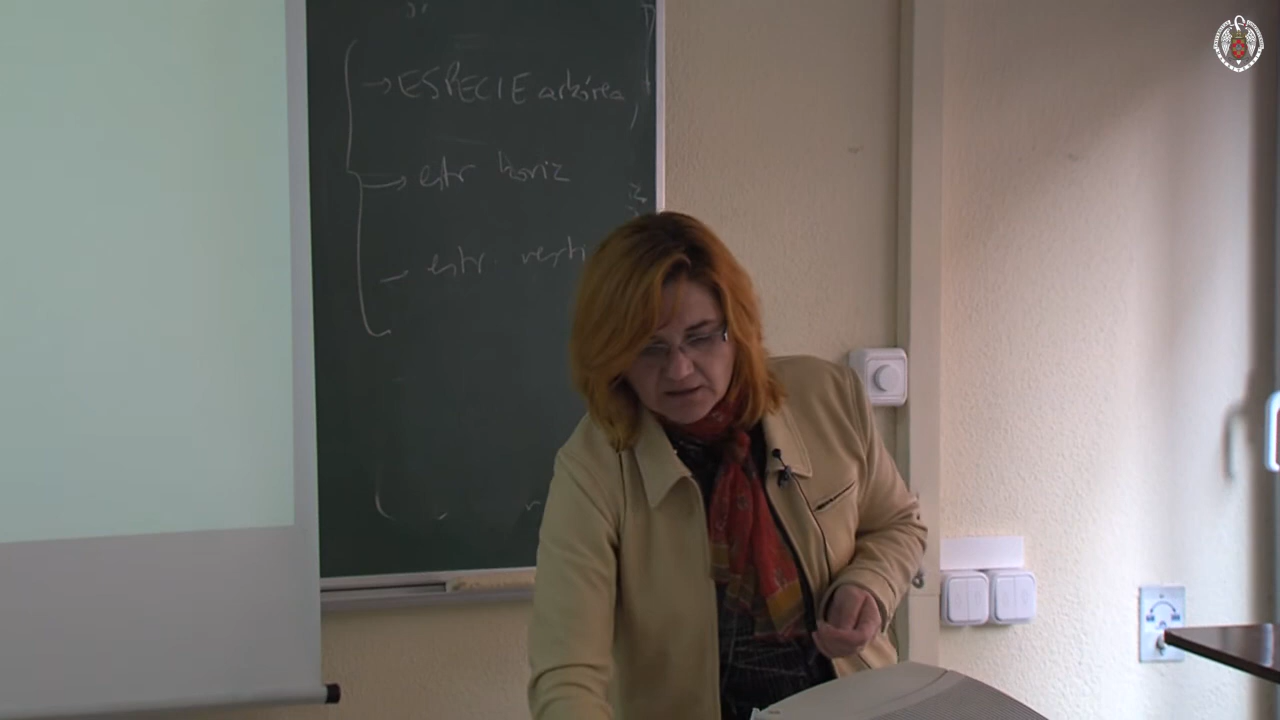 → ESPECIE arbórea,
→ estr horiz
- estr. verti